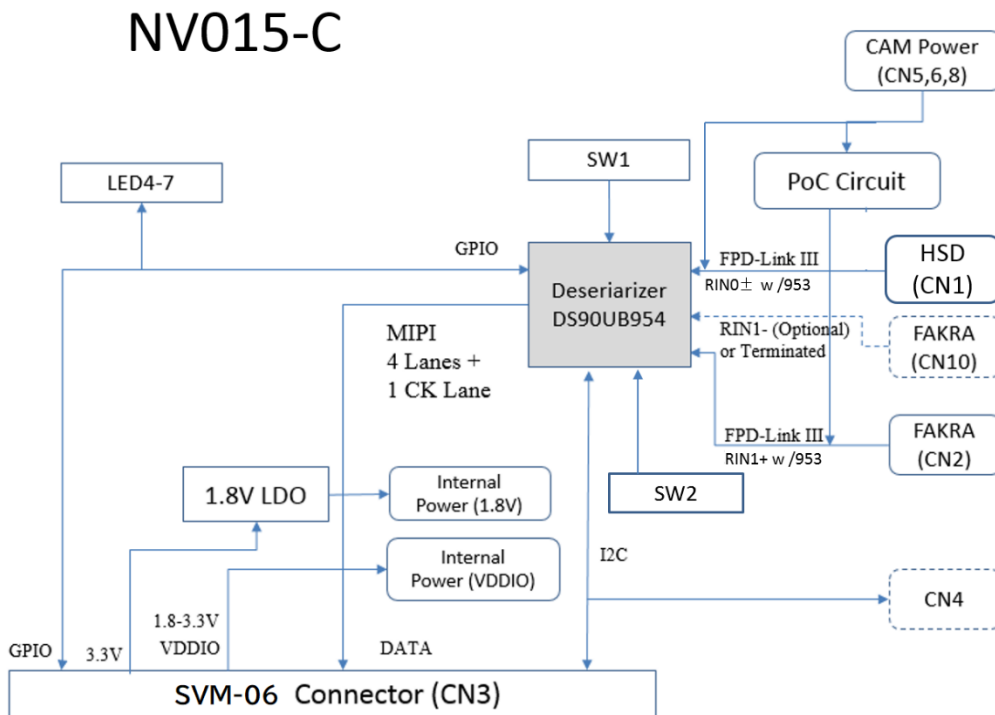 NV015-C
CAM Power
(CN5,6,8)
SW1
LED4-7
PoC Circuit
GPIO
FPD-Link III
RIN0± w/953
HSD
(CN1)
Deseriarizer
DS90UB954
MIPI
4 Lanes +
1 CK Lane
RIN1- (Optional)
or Terminated
FAKRA
(CN10)
FPD-Link III
RIN1+ w/953
FAKRA
(CN2)
1.8V LDO
Internal
Power (1.8V)
SW2
Internal
Power (VDDIO)
I2C
CN4
1.8-3.3V
VDDIO
GPIO
3.3V
DATA
SVM-06 Connector (CN3)